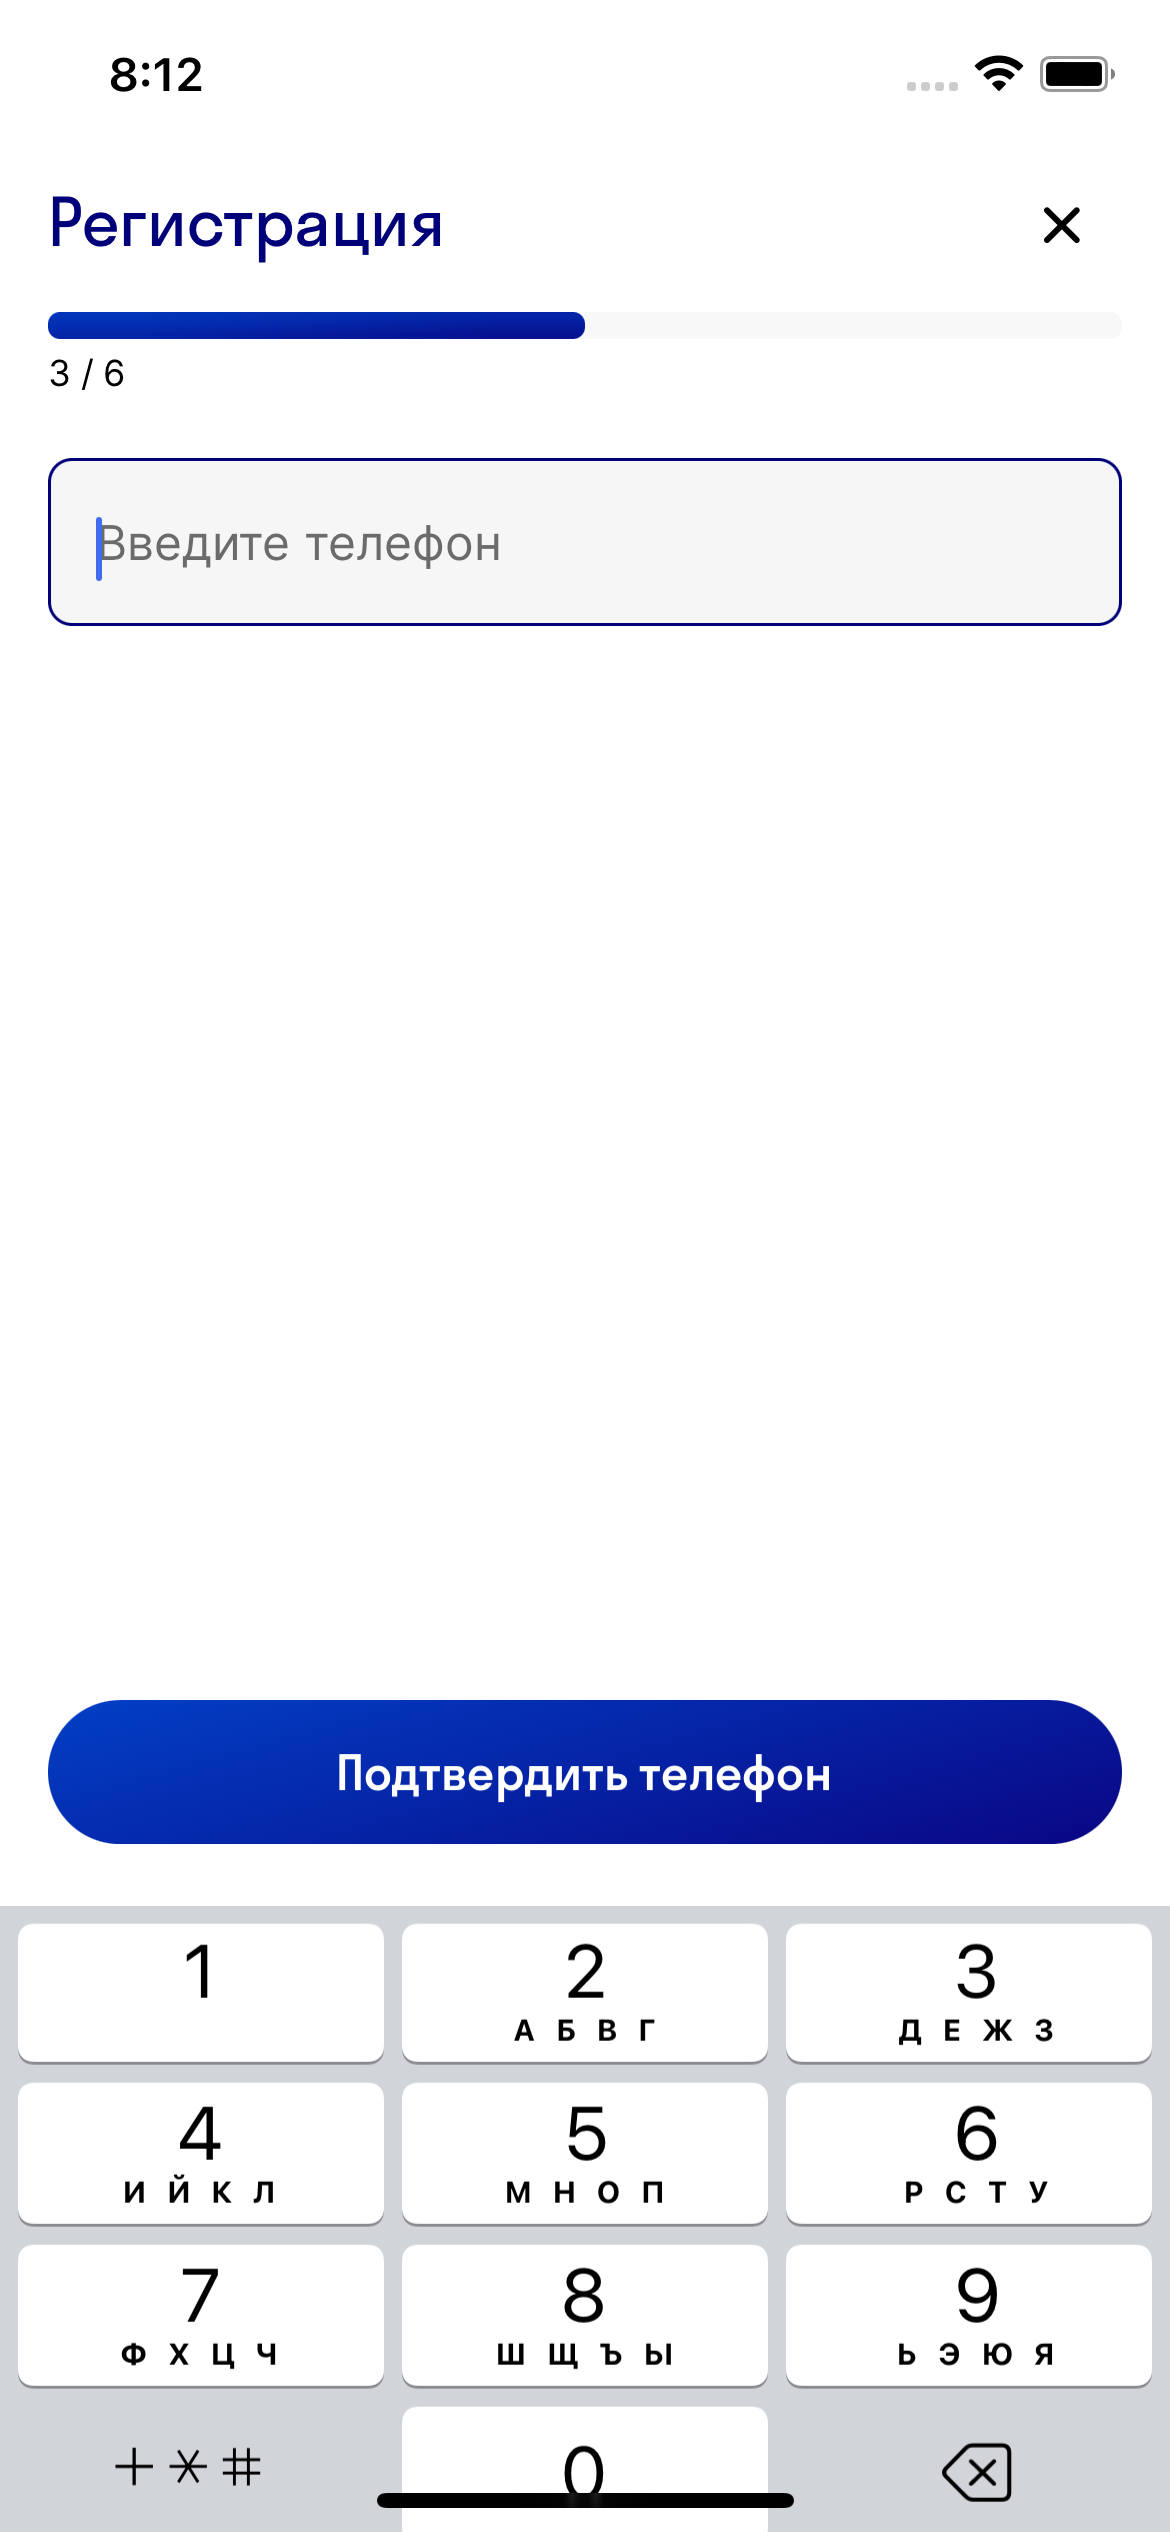 8:12
Регистрация
3 / 6
Введите телефон
Подтвердить телефон
1
2
А Б В Г
3
Д Е Ж З
4
И Й К Л
5
М Н О П
6
Р С Т У
7
Ф Х Ц Ч
8
Ш Щ Ъ Ы
9
Ь Э Ю Я
+ * #
0